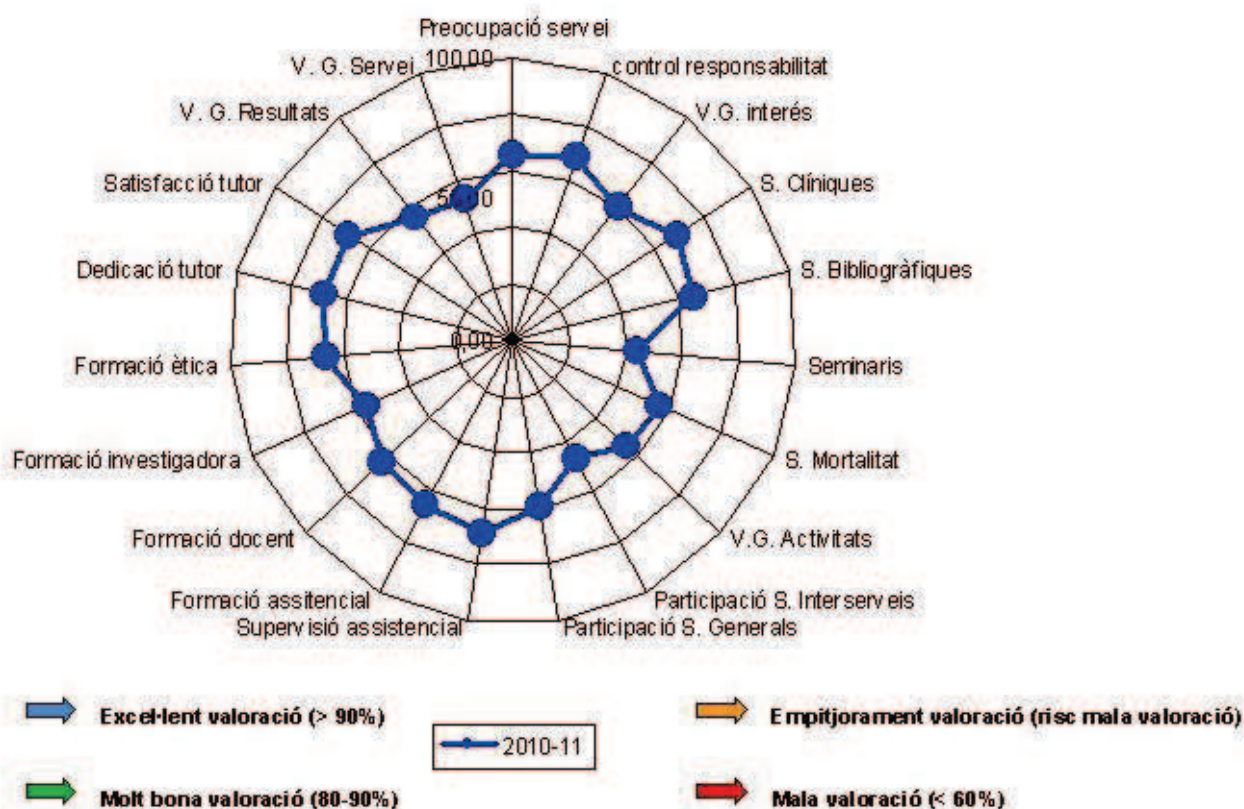 Preocupació servei
V. G. Servei
100,00
control responsabilitat
V. G. Resultats
V.G. interés
Satisfacció tutor
S. Clíniques
50,00
Dedicació tutor
S. Bibliogràfiques
0,00
Formació ètica
Seminaris
Formació investigadora
S. Mortalitat
Formació docent
V.G. Activitats
Formació assitencial
Participació S. Interserveis
Supervisió assistencial
Participació S. Generals
Excel·lent valoració (> 90%)
Empitjorament valoració (risc mala valoració)
2010-11
Molt bona valoració (80-90%)
Mala valoració (< 60%)